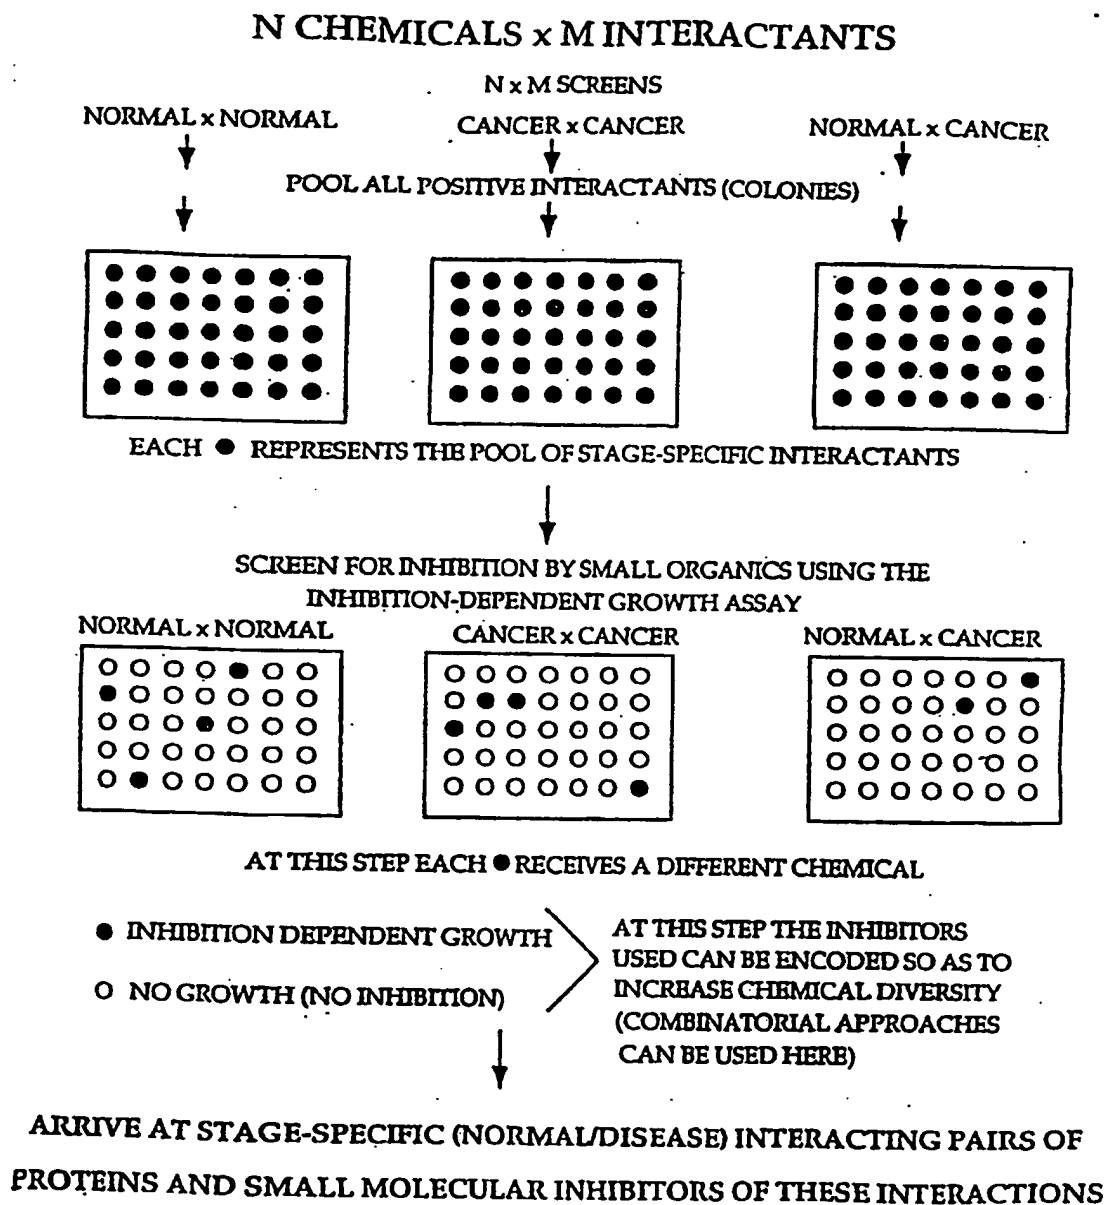 N CHEMICALS x M INTERACTANTS
N x M SCREENS
NORMAL x NORMAL
CANCER x CANCER
NORMAL x CANCER
POOL ALL POSITIVE INTERACTANTS (COLONIES)
EACH ● REPRESENTS THE POOL OF STAGE-SPECIFIC INTERACTANTS
SCREEN FOR INHIBITION BY SMALL ORGANICS USING THE
INHIBITION-DEPENDENT GROWTH ASSAY
NORMAL x NORMAL
CANCER x CANCER
NORMAL x CANCER
AT THIS STEP EACH ● RECEIVES A DIFFERENT CHEMICAL
● INHIBITION DEPENDENT GROWTH
O NO GROWTH (NO INHIBITION)
AT THIS STEP THE INHIBITORS
USED CAN BE ENCODED SO AS TO
INCREASE CHEMICAL DIVERSITY
(COMBINATORIAL APPROACHES
CAN BE USED HERE)
ARRIVE AT STAGE-SPECIFIC (NORMAL/DISEASE) INTERACTING PAIRS OF
PROTEINS AND SMALL MOLECULAR INHIBITORS OF THESE INTERACTIONS